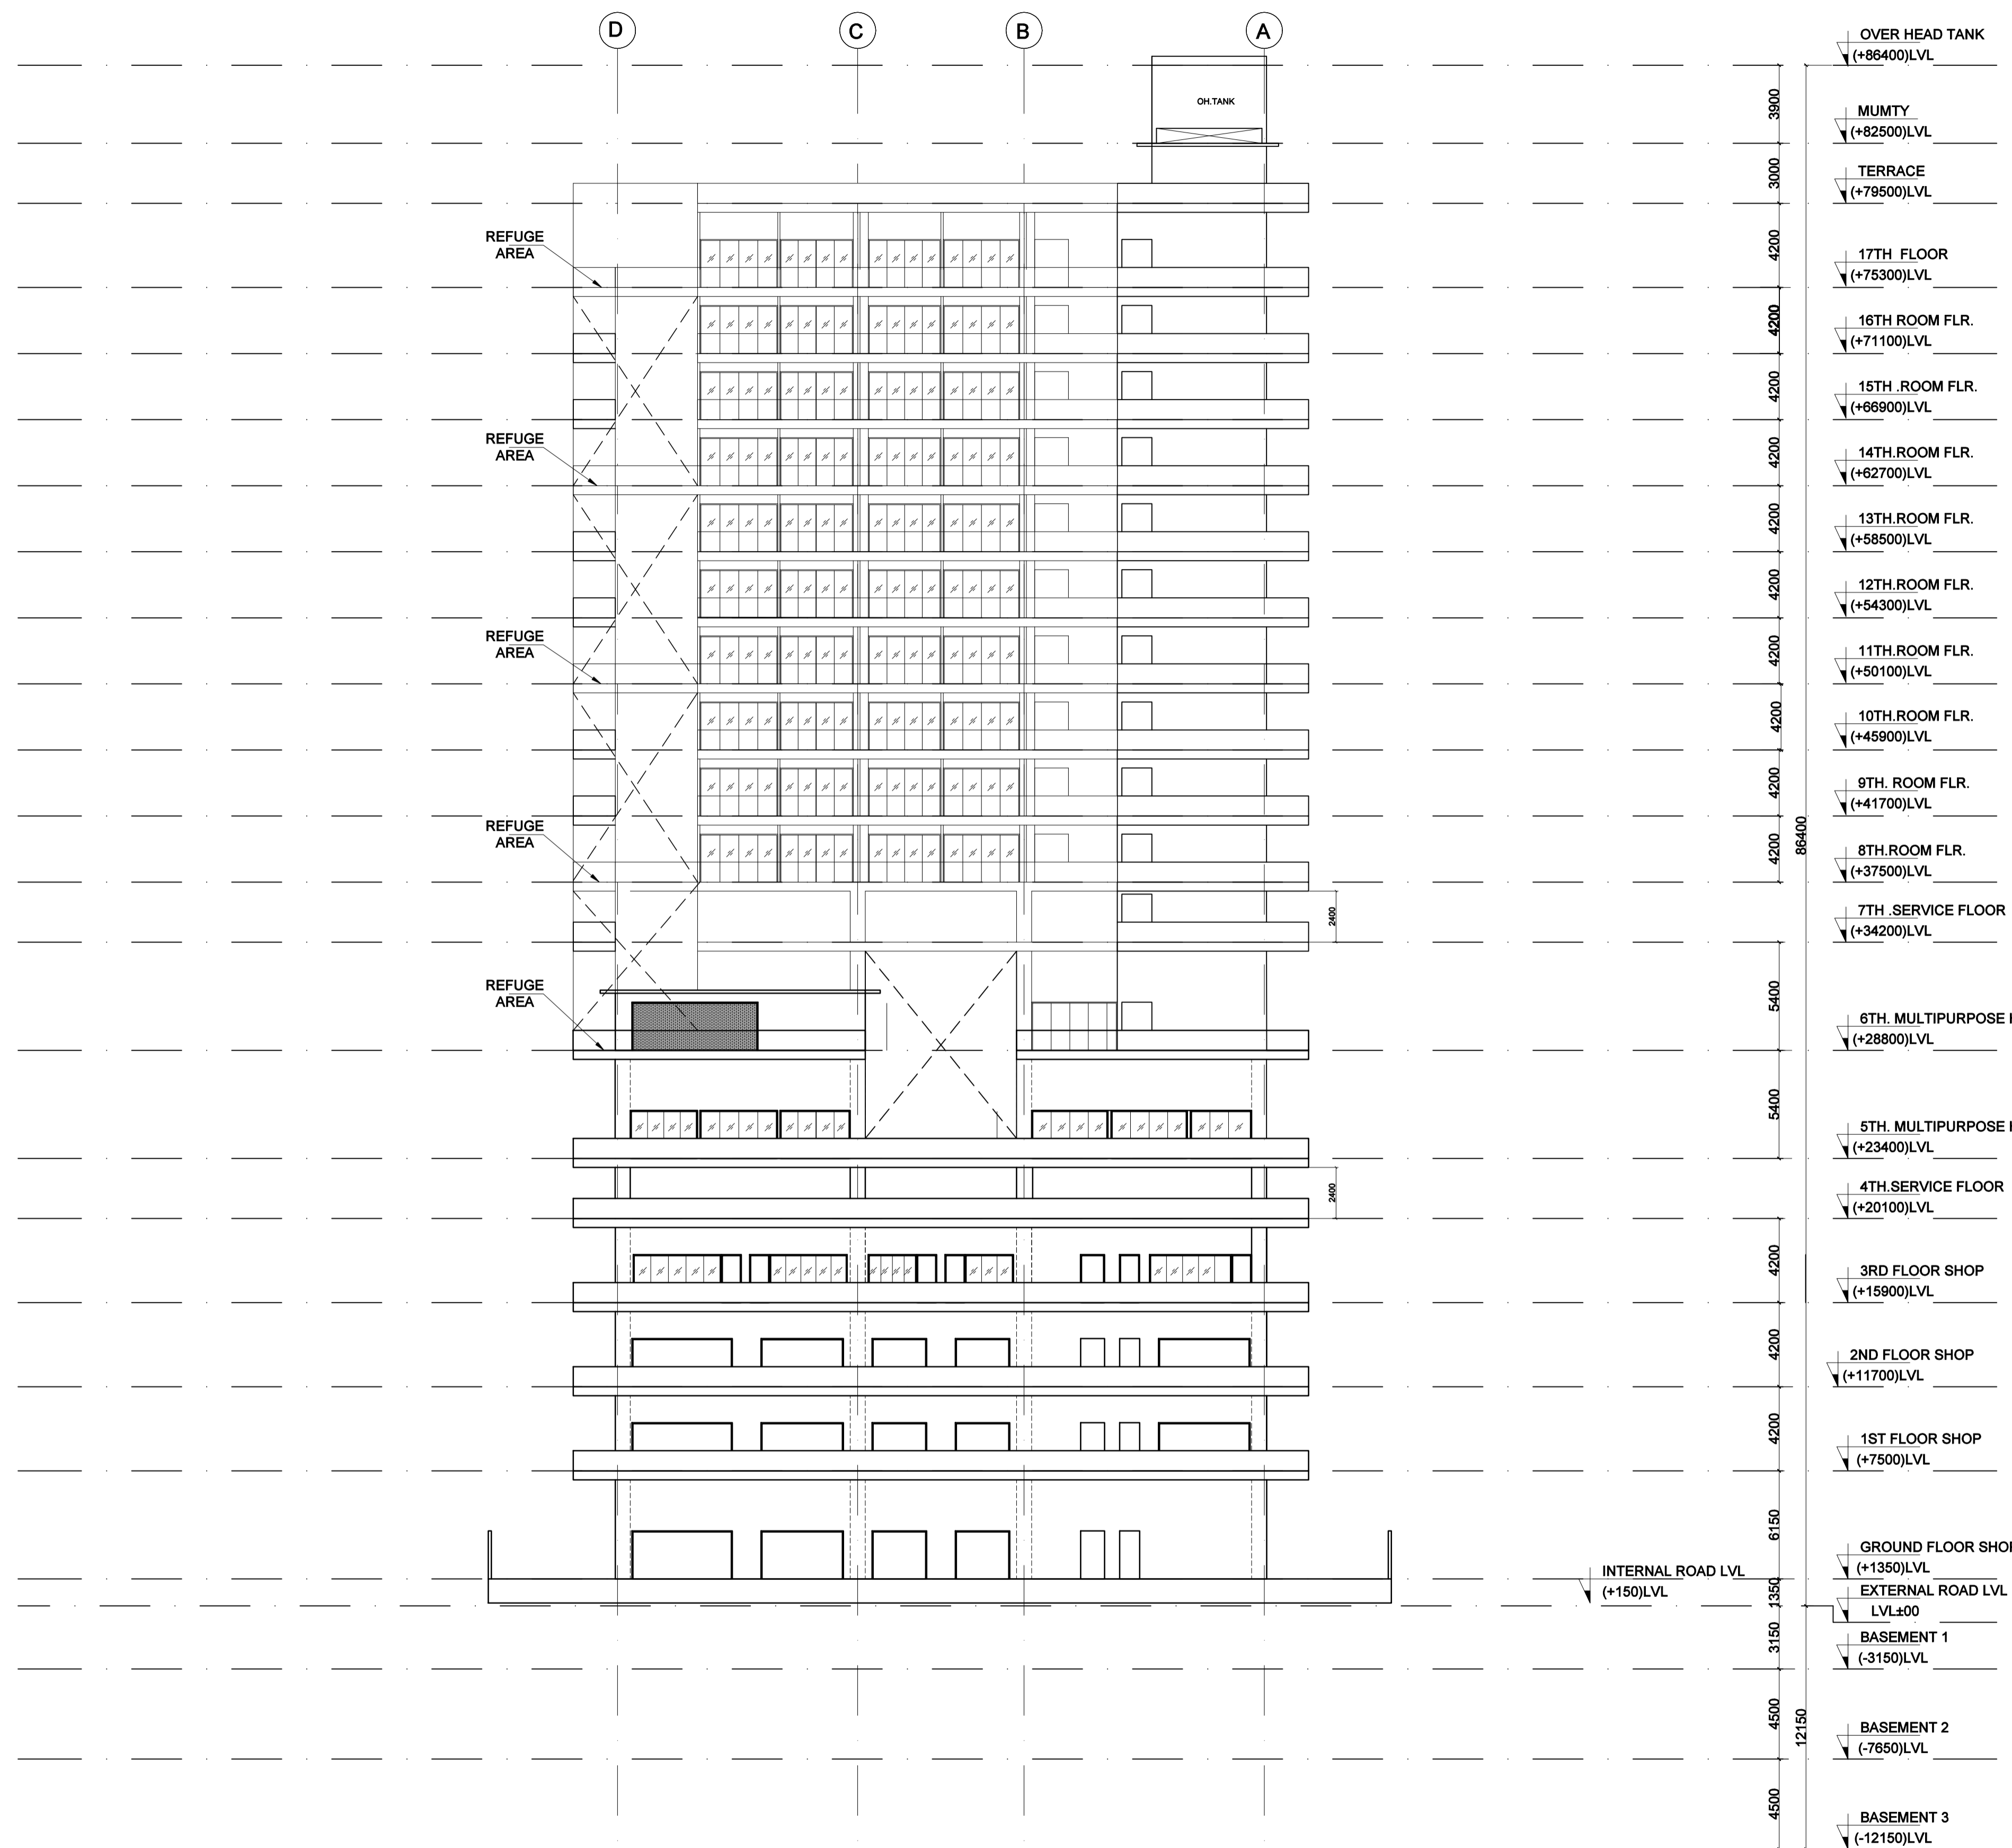 D
C
B
A
OVER HEAD TANK
(+86400)LVL
OH.TANK
3900
MUMTY
(+82500)LVL
3000
TERRACE
(+79500)LVL
REFUGE
AREA
4200
17TH FLOOR
(+75300)LVL
4200
16TH ROOM FLR.
(+71100)LVL
4200
15TH .ROOM FLR.
(+66900)LVL
REFUGE
AREA
4200
14TH.ROOM FLR.
(+62700)LVL
4200
13TH.ROOM FLR.
(+58500)LVL
4200
12TH.ROOM FLR.
(+54300)LVL
REFUGE
AREA
4200
11TH.ROOM FLR.
(+50100)LVL
4200
10TH.ROOM FLR.
(+45900)LVL
4200
9TH. ROOM FLR.
(+41700)LVL
86400
REFUGE
AREA
4200
8TH.ROOM FLR.
(+37500)LVL
2400
7TH .SERVICE FLOOR
(+34200)LVL
REFUGE
AREA
5400
6TH. MULTIPURPOSE
(+28800)LVL
5400
5TH. MULTIPURPOSE
(+23400)LVL
2400
4TH.SERVICE FLOOR
(+20100)LVL
4200
3RD FLOOR SHOP
(+15900)LVL
4200
2ND FLOOR SHOP
(+11700)LVL
4200
1ST FLOOR SHOP
(+7500)LVL
6150
GROUND FLOOR
(+1350)LVL
INTERNAL ROAD LVL
(+150)LVL
1350
EXTERNAL ROAD LVL
LVL±00
3150
BASEMENT 1
(-3150)LVL
4500
12150
BASEMENT 2
(-7650)LVL
4500
BASEMENT 3
(-12150)LVL